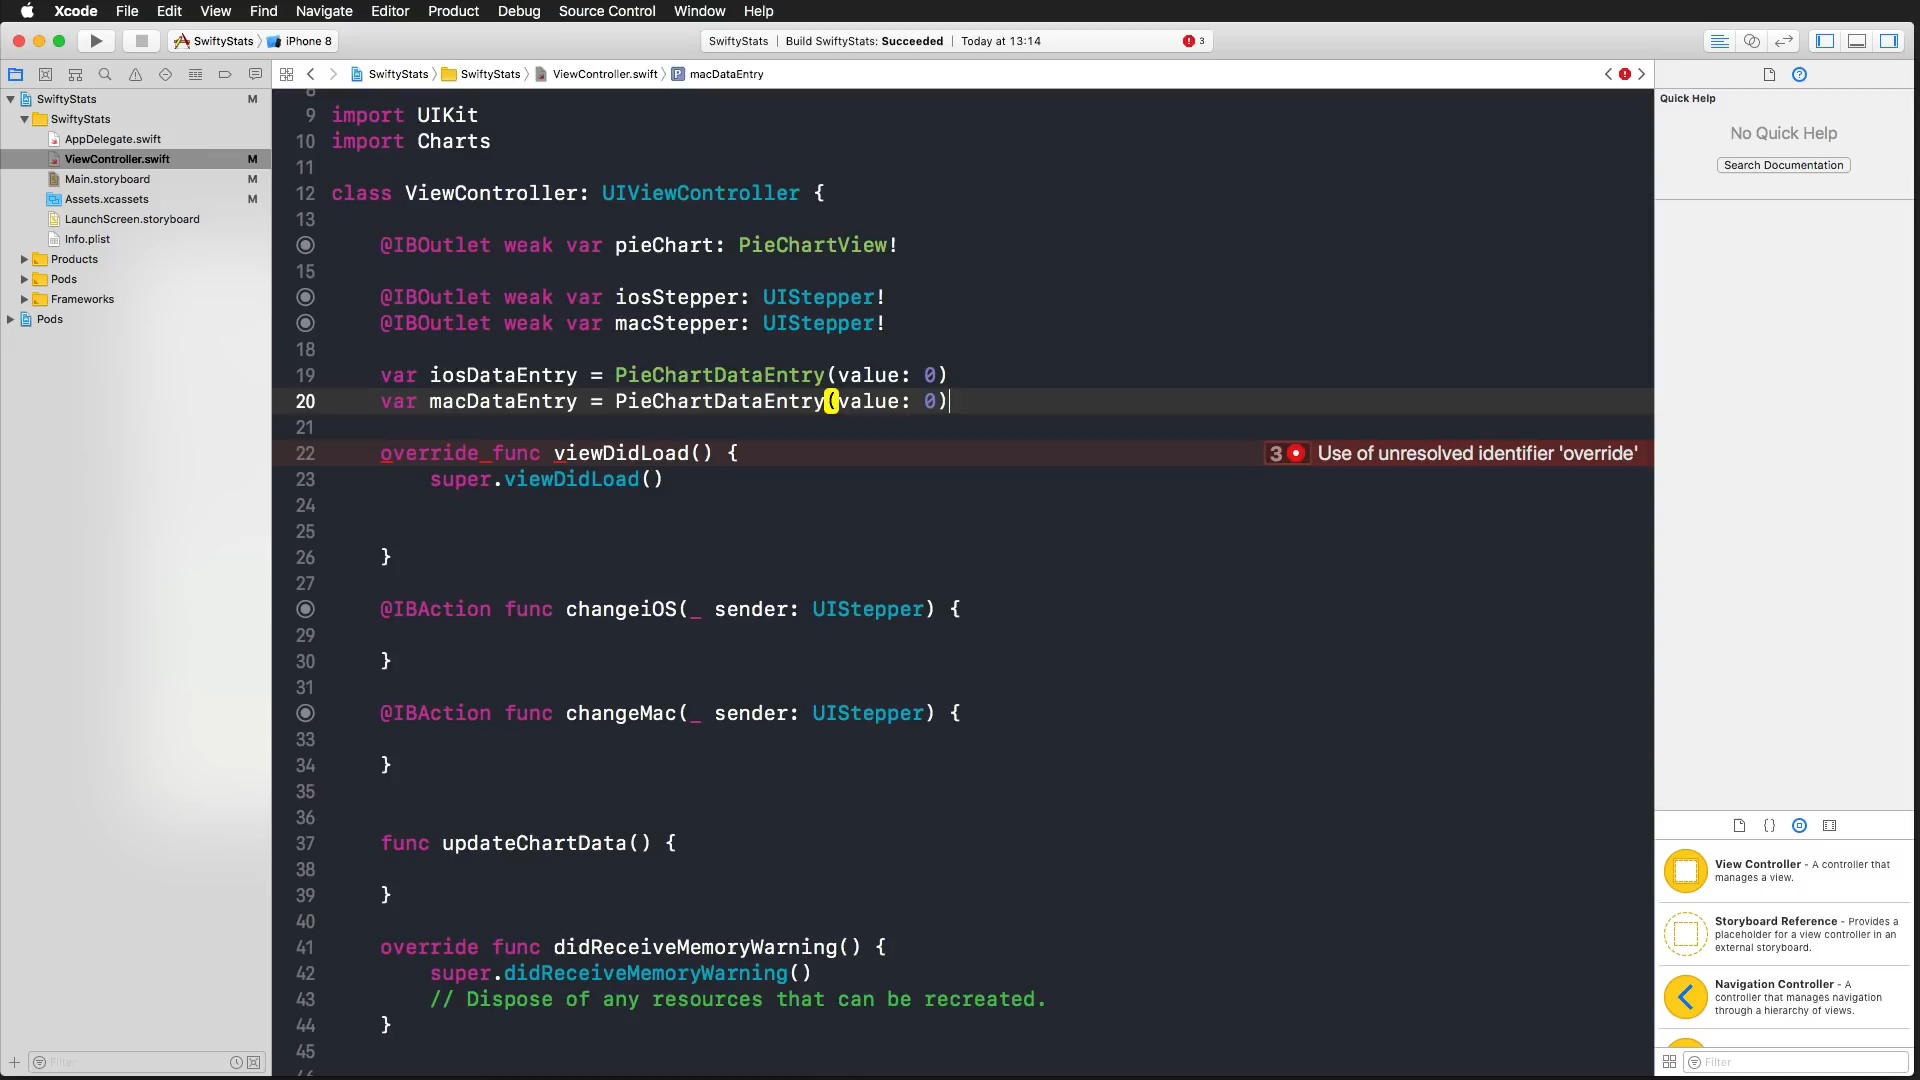 Xcode File Edit View Find Navigate Editor Product Debug Source Control Window Help
SwiftyStats iPhone 8
SwiftyStats | Build SwiftyStats: Succeeded | Today at 13:14
3
SwiftyStats SwiftyStats ViewController.swift macDataEntry
SwiftyStats M
SwiftyStats
AppDelegate.swift
ViewController.swift M
Main.storyboard M
Assets.xcassets M
LaunchScreen.storyboard
Info.plist
Products
Pods
Frameworks
Pods
Filter
8
9 import UIKit
10 import Charts
11
12 class ViewController: UIViewController {
13
@IBOutlet weak var pieChart: PieChartView!
15
@IBOutlet weak var iosStepper: UIStepper!
@IBOutlet weak var macStepper: UIStepper!
18
19 var iosDataEntry = PieChartDataEntry(value: 0)
20 var macDataEntry = PieChartDataEntry(value: 0)
21
22 override func viewDidLoad() { 3 Use of unresolved identifier 'override'
23 super.viewDidLoad()
24
25
26 }
27
@IBAction func changeiOS(_ sender: UIStepper) {
29
30 }
31
@IBAction func changeMac(_ sender: UIStepper) {
33
34 }
35
36
37 func updateChartData() {
38
39 }
40
41 override func didReceiveMemoryWarning() {
42 super.didReceiveMemoryWarning()
43 // Dispose of any resources that can be recreated.
44 }
45
Quick Help
No Quick Help
Search Documentation
View Controller - A controller that
manages a view.
Storyboard Reference - Provides a
placeholder for a view controller in an
external storyboard.
Navigation Controller - A
controller that manages navigation
through a hierarchy of views.
Filter